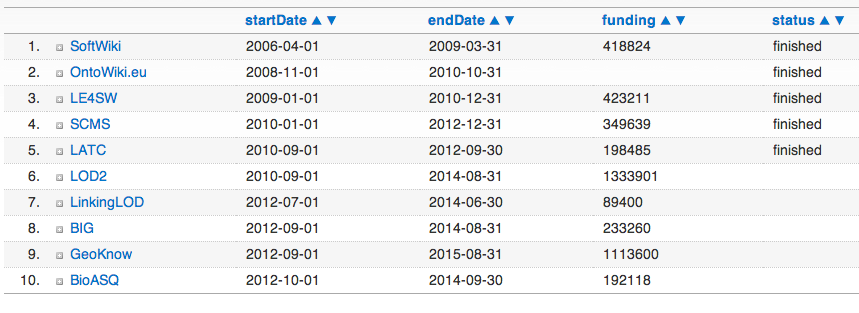 startDate ▲ ▼ endDate ▲ ▼ funding ▲ ▼ status ▲ ▼
1. SoftWiki 2006-04-01 2009-03-31 418824 finished
2. OntoWiki.eu 2008-11-01 2010-10-31 finished
3. LE4SW 2009-01-01 2010-12-31 423211 finished
4. SCMS 2010-01-01 2012-12-31 349639 finished
5. LATC 2010-09-01 2012-09-30 198485 finished
6. LOD2 2010-09-01 2014-08-31 1333901
7. LinkingLOD 2012-07-01 2014-06-30 89400
8. BIG 2012-09-01 2014-08-31 233260
9. GeoKnow 2012-09-01 2015-08-31 1113600
10. BioASQ 2012-10-01 2014-09-30 192118